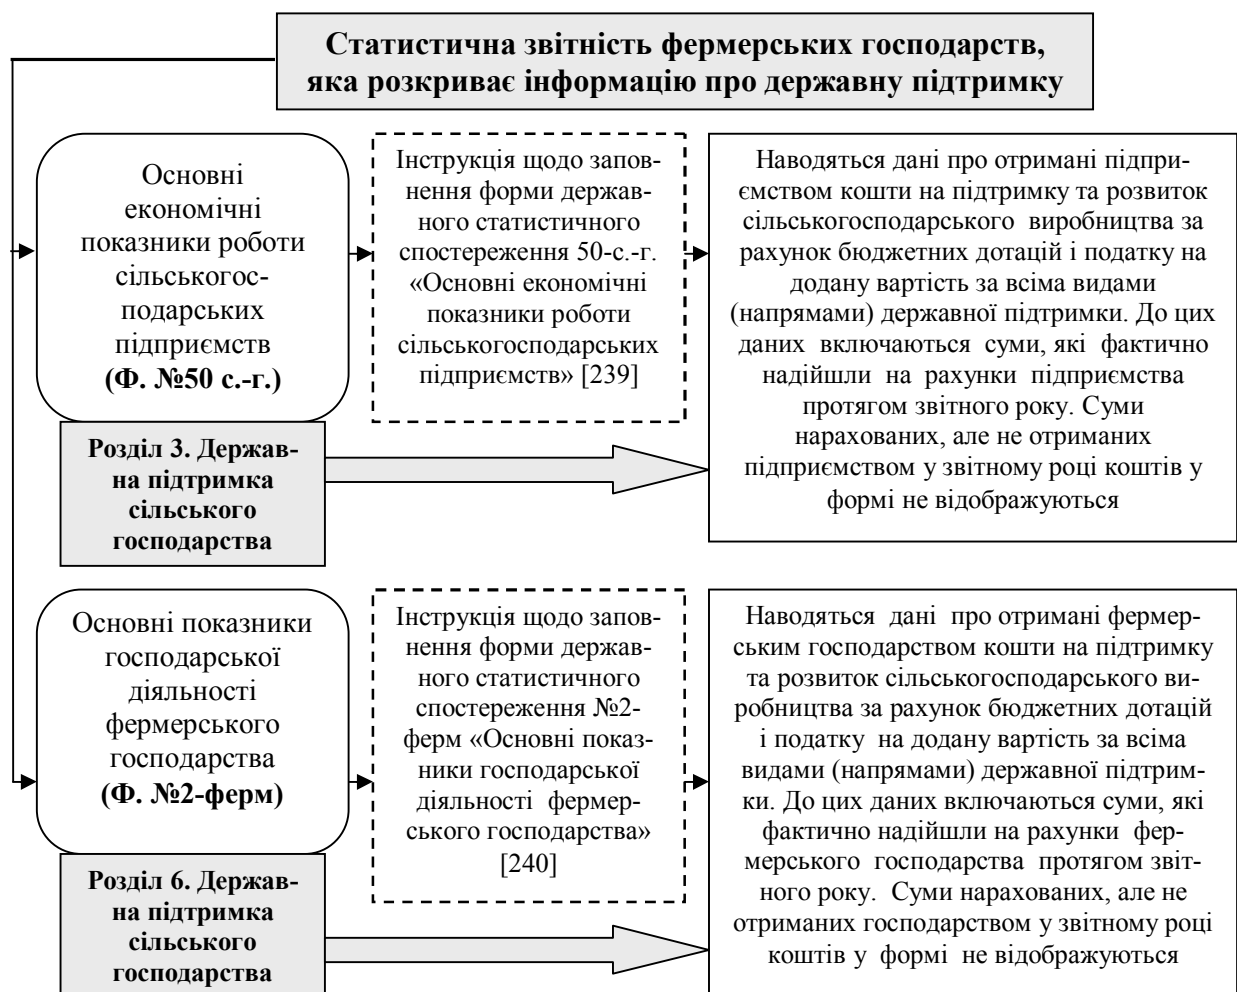 Статистична звітність фермерських господарств,
яка розкриває інформацію про державну підтримку
Основні
економічні
показники роботи
сільськогос-
подарських
підприємств
(Ф. №50 с.-г.)
Розділ 3. Держав-
на підтримка
сільського
господарства
Інструкція щодо запов-
нення форми держав-
ного статистичного
спостереження 50-с.-г.
«Основні економічні
показники роботи
сільськогосподарських
підприємств» [239]
Наводяться дані про отримані підпри-
ємством кошти на підтримку та розвиток
сільськогосподарського виробництва за
рахунок бюджетних дотацій і податку на
додану вартість за всіма видами
(напрямами) державної підтримки. До цих
даних включаються суми, які фактично
надійшли на рахунки підприємства
протягом звітного року. Суми
нарахованих, але не отриманих
підприємством у звітному році коштів у
формі не відображуються
Основні показники
господарської
діяльності
фермерського
господарства
(Ф. №2-ферм)
Розділ 6. Держав-
на підтримка
сільського
господарства
Інструкція щодо запов-
нення форми держав-
ного статистичного
спостереження №2-
ферм «Основні показ-
ники господарської
діяльності фермер-
ського господарства»
[240]
Наводяться дані про отримані фермер-
ським господарством кошти на підтримку
та розвиток сільськогосподарського ви-
робництва за рахунок бюджетних дотацій
і податку на додану вартість за всіма
видами (напрямами) державної підтрим-
ки. До цих даних включаються суми, які
фактично надійшли на рахунки фер-
мерського господарства протягом звіт-
ного року. Суми нарахованих, але не
отриманих господарством у звітному році
коштів у формі не відображуються